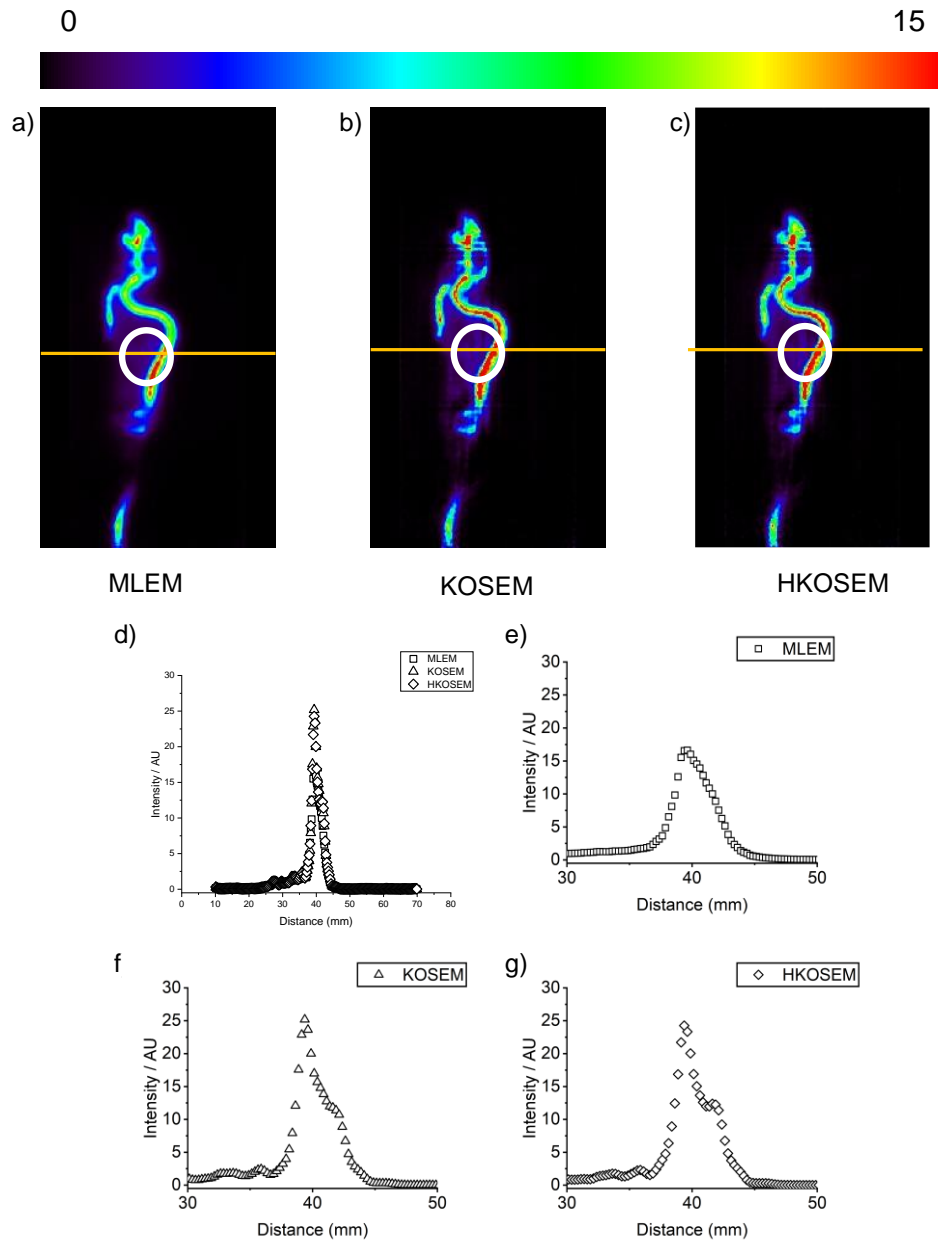 0 15
a) b) c)
MLEM KOSEM HKOSEM
d)
MLEM
KOSEM
HKOSEM
30
25
20
15
10
5
0
Intensity / AU
0 10 20 30 40 50 60 70 80
Distance (mm)
e)
MLEM
30
25
20
15
10
5
0
Intensity / AU
30 40 50
Distance (mm)
f
KOSEM
30
25
20
15
10
5
0
Intensity / AU
30 40 50
Distance (mm)
g)
HKOSEM
30
25
20
15
10
5
0
Intensity / AU
30 40 50
Distance (mm)